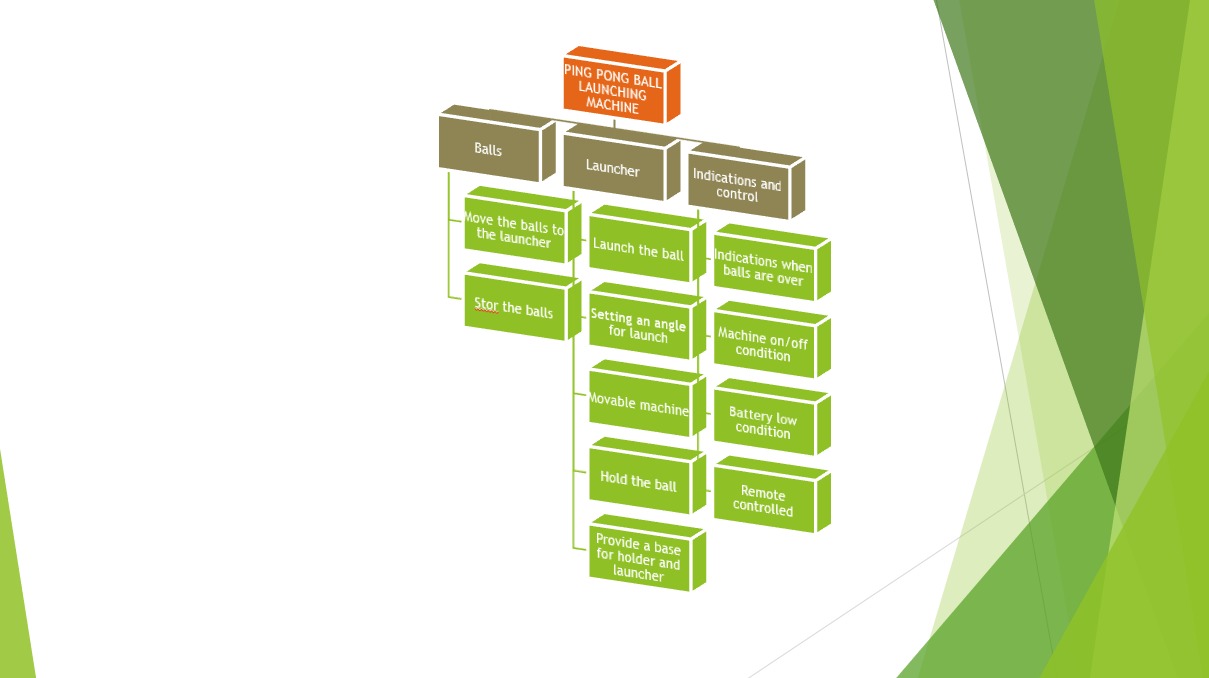 PING PONG BALL
LAUNCHING
MACHINE
Balls
Launcher
Indications and
control
Move the balls to
the launcher
Stor the balls
Launch the ball
Setting an angle
for launch
Movable machine
Hold the ball
Provide a base
for holder and
launcher
Indications when
balls are over
Machine on/off
condition
Battery low
condition
Remote
controlled